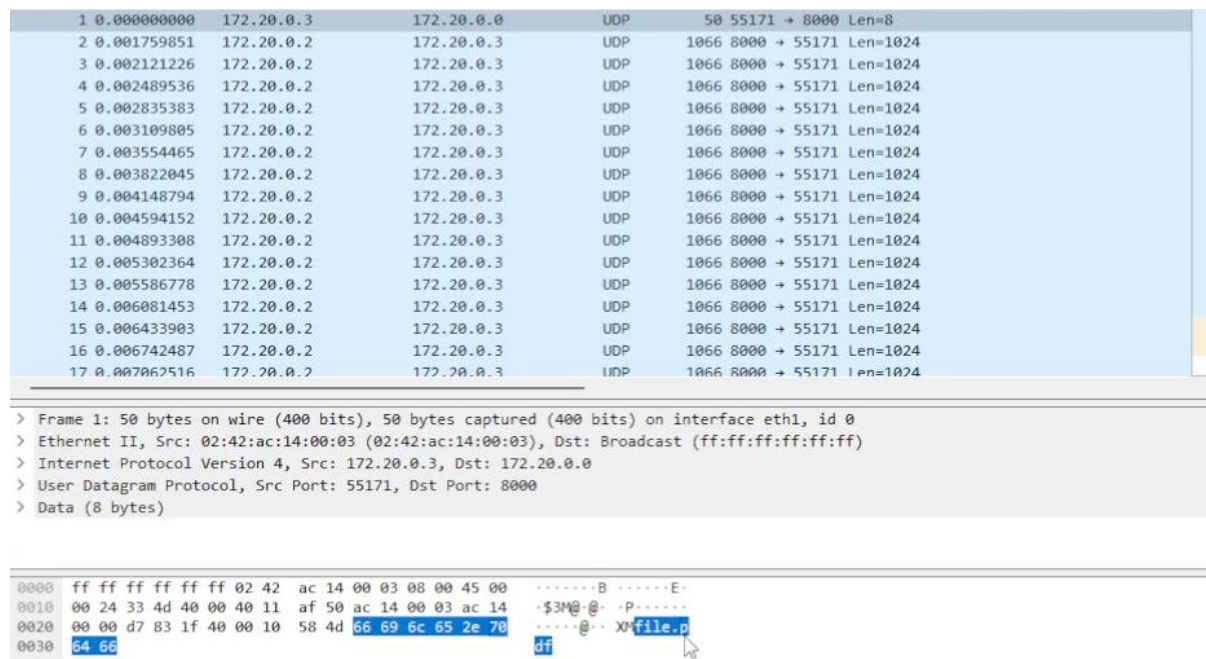 1 0.000000000 172.20.0.3 172.20.0.0 UDP 50 55171 → 8000 Len=8
2 0.001759851 172.20.0.2 172.20.0.3 UDP 1066 8000 → 55171 Len=1024
3 0.002121226 172.20.0.2 172.20.0.3 UDP 1066 8000 → 55171 Len=1024
4 0.002489536 172.20.0.2 172.20.0.3 UDP 1066 8000 → 55171 Len=1024
5 0.002835383 172.20.0.2 172.20.0.3 UDP 1066 8000 → 55171 Len=1024
6 0.003109805 172.20.0.2 172.20.0.3 UDP 1066 8000 → 55171 Len=1024
7 0.003554465 172.20.0.2 172.20.0.3 UDP 1066 8000 → 55171 Len=1024
8 0.003822045 172.20.0.2 172.20.0.3 UDP 1066 8000 → 55171 Len=1024
9 0.004148794 172.20.0.2 172.20.0.3 UDP 1066 8000 → 55171 Len=1024
10 0.004594152 172.20.0.2 172.20.0.3 UDP 1066 8000 → 55171 Len=1024
11 0.004893308 172.20.0.2 172.20.0.3 UDP 1066 8000 → 55171 Len=1024
12 0.005302364 172.20.0.2 172.20.0.3 UDP 1066 8000 → 55171 Len=1024
13 0.005586778 172.20.0.2 172.20.0.3 UDP 1066 8000 → 55171 Len=1024
14 0.006081453 172.20.0.2 172.20.0.3 UDP 1066 8000 → 55171 Len=1024
15 0.006433903 172.20.0.2 172.20.0.3 UDP 1066 8000 → 55171 Len=1024
16 0.006742487 172.20.0.2 172.20.0.3 UDP 1066 8000 → 55171 Len=1024
17 0.007062516 172.20.0.2 172.20.0.3 UDP 1066 8000 → 55171 Len=1024
> Frame 1: 50 bytes on wire (400 bits), 50 bytes captured (400 bits) on interface eth1, id 0
> Ethernet II, Src: 02:42:ac:14:00:03 (02:42:ac:14:00:03), Dst: Broadcast (ff:ff:ff:ff:ff:ff)
> Internet Protocol Version 4, Src: 172.20.0.3, Dst: 172.20.0.0
> User Datagram Protocol, Src Port: 55171, Dst Port: 8000
> Data (8 bytes)
0000 ff ff ff ff ff ff 02 42 ac 14 00 03 08 00 45 00 ·······B ······E·
0010 00 24 33 4d 40 00 40 11 af 50 ac 14 00 03 ac 14 ·$3M@·@· ·P······
0020 00 00 d7 83 1f 40 00 10 58 4d 66 69 6c 65 2e 70 ·····@·· XMfile.p
0030 64 66 df